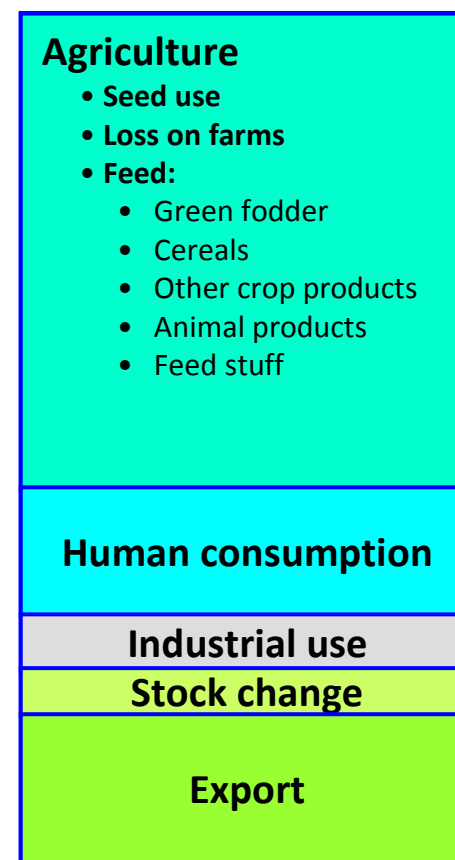 Agriculture
• Seed use
• Loss on farms
• Feed:
• Green fodder
• Cereals
• Other crop products
• Animal products
• Feed stuff
Human consumption
Industrial use
Stock change
Export